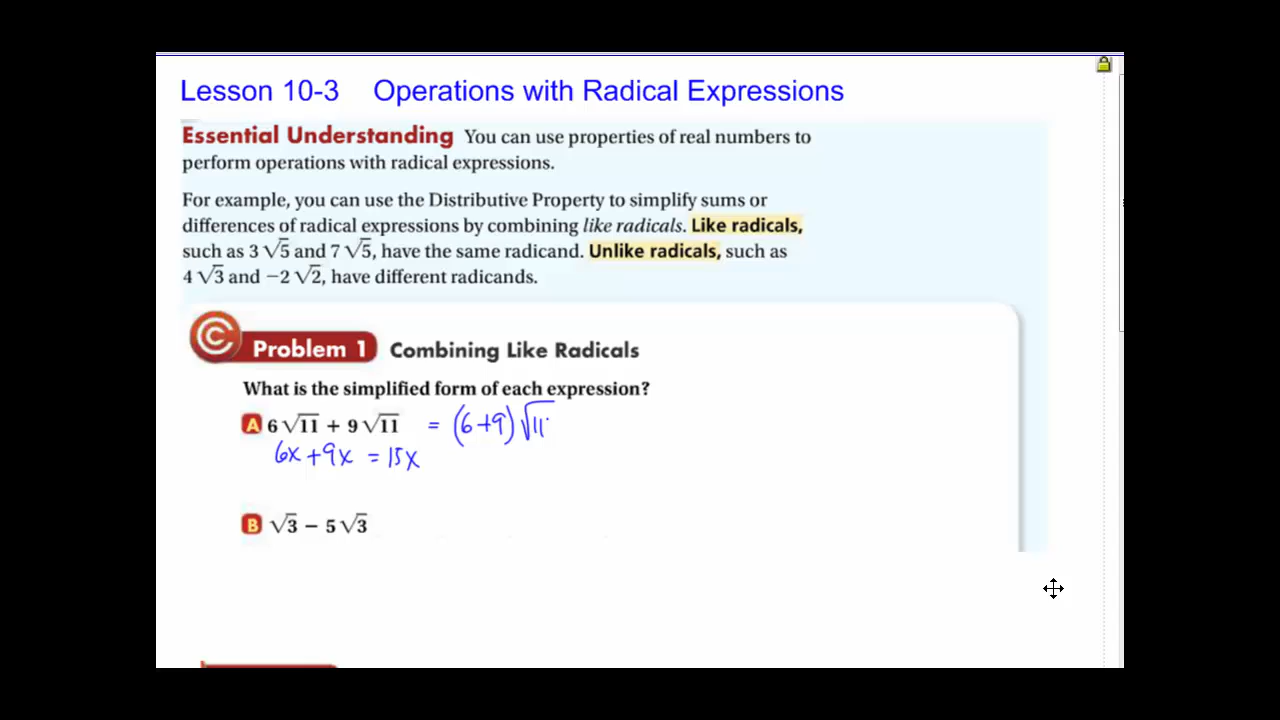 Lesson 10-3 Operations with Radical Expressions
Essential Understanding You can use properties of real numbers to
perform operations with radical expressions.
For example, you can use the Distributive Property to simplify sums or
differences of radical expressions by combining like radicals. Like radicals,
such as 3√5 and 7√5, have the same radicand. Unlike radicals, such as
4√3 and −2√2, have different radicands.
C Problem 1 Combining Like Radicals
What is the simplified form of each expression?
A 6√11 + 9√11 = (6+9)√11
6x + 9x = 15x
B √3 − 5√3